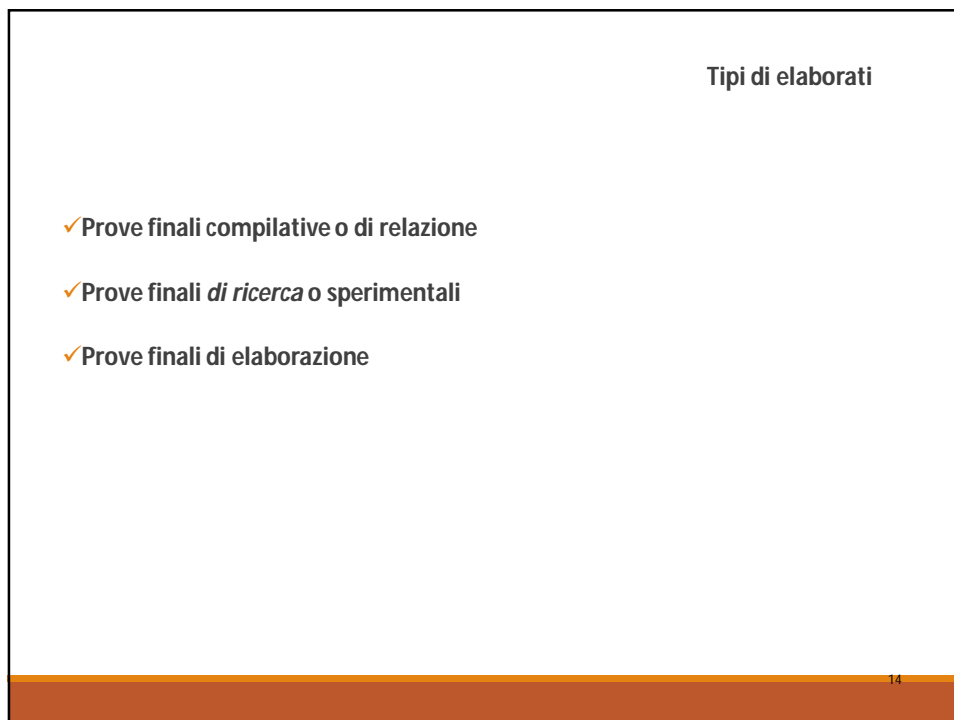 Tipi di elaborati
✓Prove finali compilative o di relazione
✓Prove finali di ricerca o sperimentali
✓Prove finali di elaborazione
14